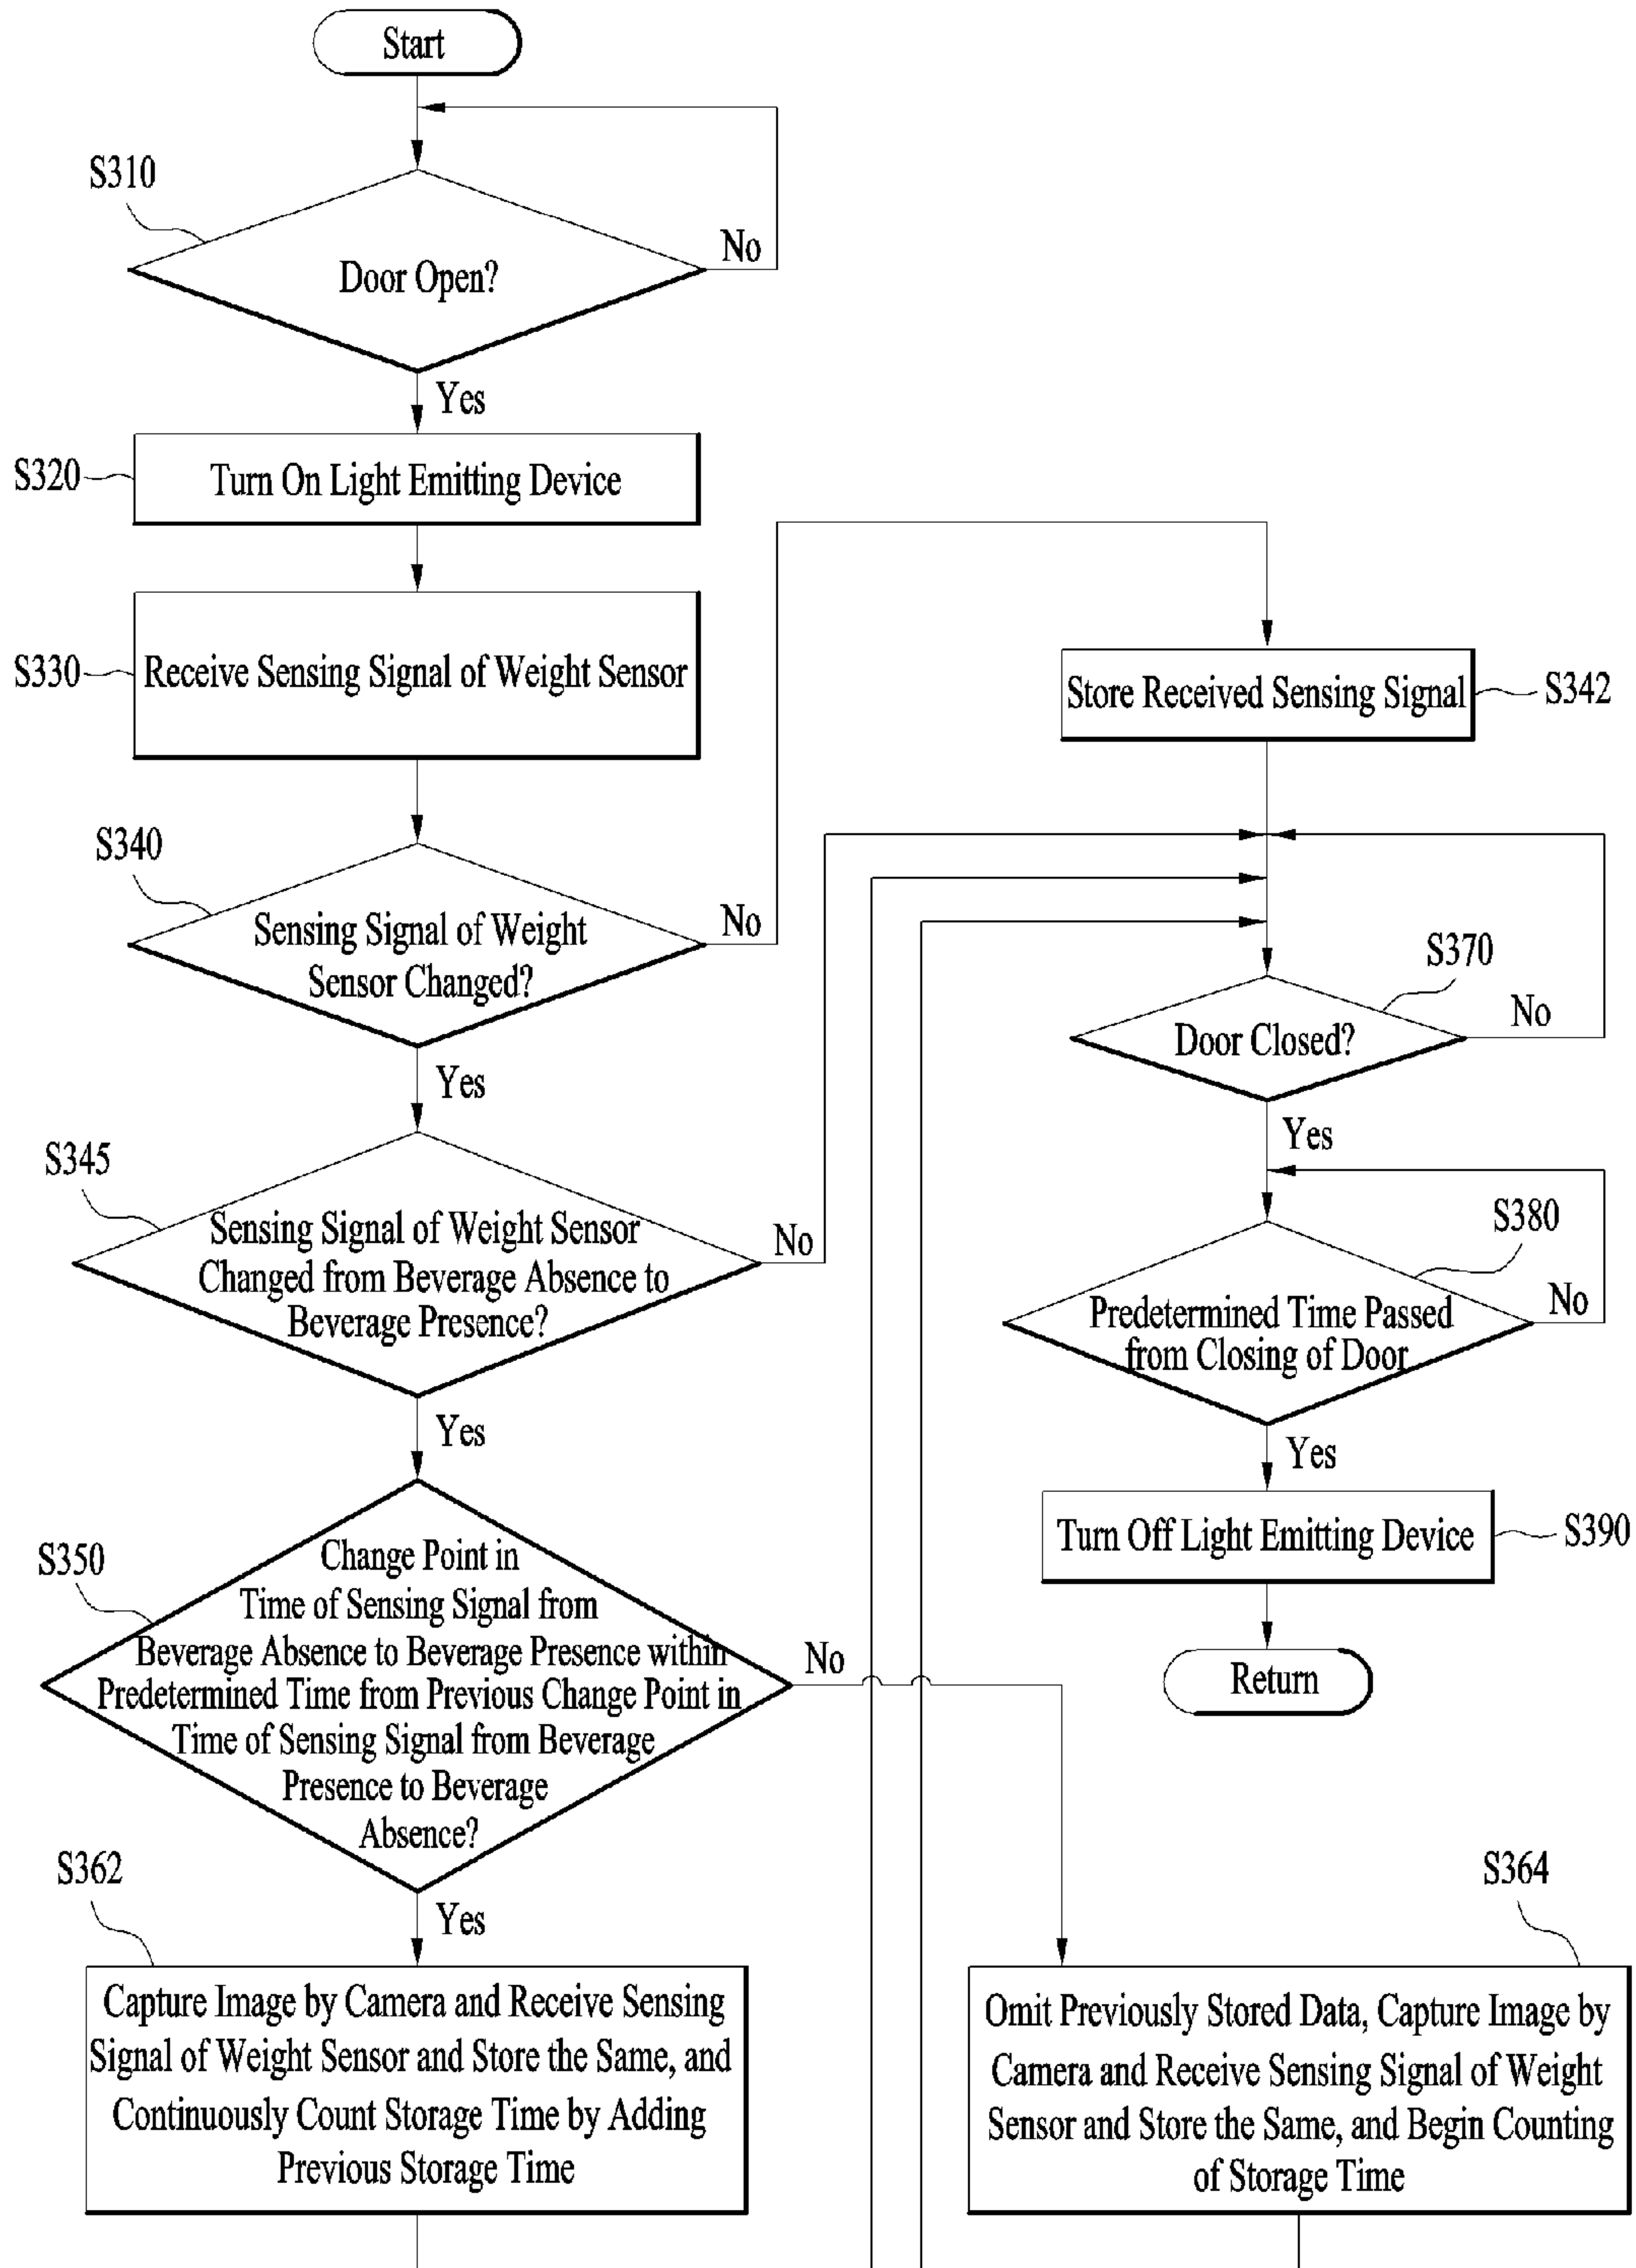 Start
S310
No
Door Open?
Yes
S320
Turn On Light Emitting Device
S330
Receive Sensing Signal of Weight Sensor
Store Received Sensing Signal
S342
S340
No
Sensing Signal of Weight
Sensor Changed?
Yes
S370
No
Door Closed?
Yes
S345
Sensing Signal of Weight Sensor
Changed from Beverage Absence to
Beverage Presence?
No
Yes
S380
No
Predetermined Time Passed
from Closing of Door
Yes
Turn Off Light Emitting Device
S390
Return
S350
Change Point in
Time of Sensing Signal from
Beverage Absence to Beverage Presence within
Predetermined Time from Previous Change Point in
Time of Sensing Signal from Beverage
Presence to Beverage
Absence?
No
Yes
S362
Capture Image by Camera and Receive Sensing
Signal of Weight Sensor and Store the Same, and
Continuously Count Storage Time by Adding
Previous Storage Time
S364
Omit Previously Stored Data, Capture Image by
Camera and Receive Sensing Signal of Weight
Sensor and Store the Same, and Begin Counting
of Storage Time